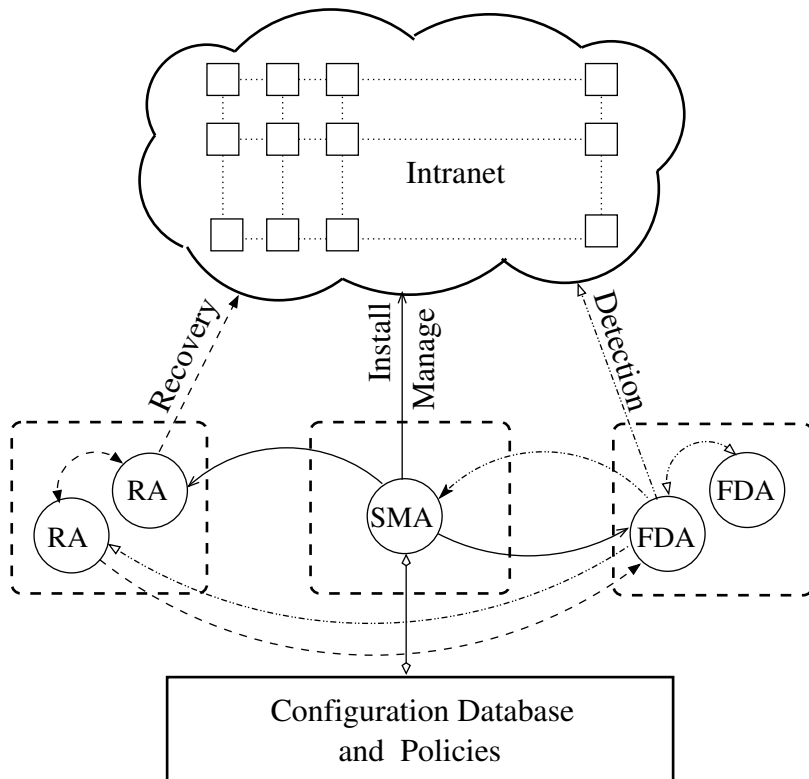 Intranet
Recovery
Install
Manage
Detection
RA
RA
SMA
FDA
FDA
Configuration Database
and Policies